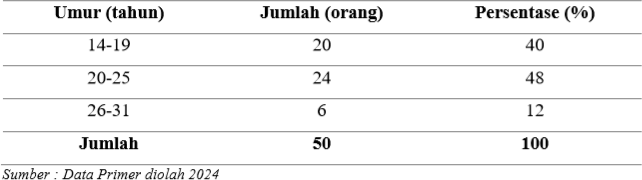 Umur (tahun) Jumlah (orang) Persentase (%)
14-19 20 40
20-25 24 48
26-31 6 12
Jumlah 50 100
Sumber : Data Primer diolah 2024